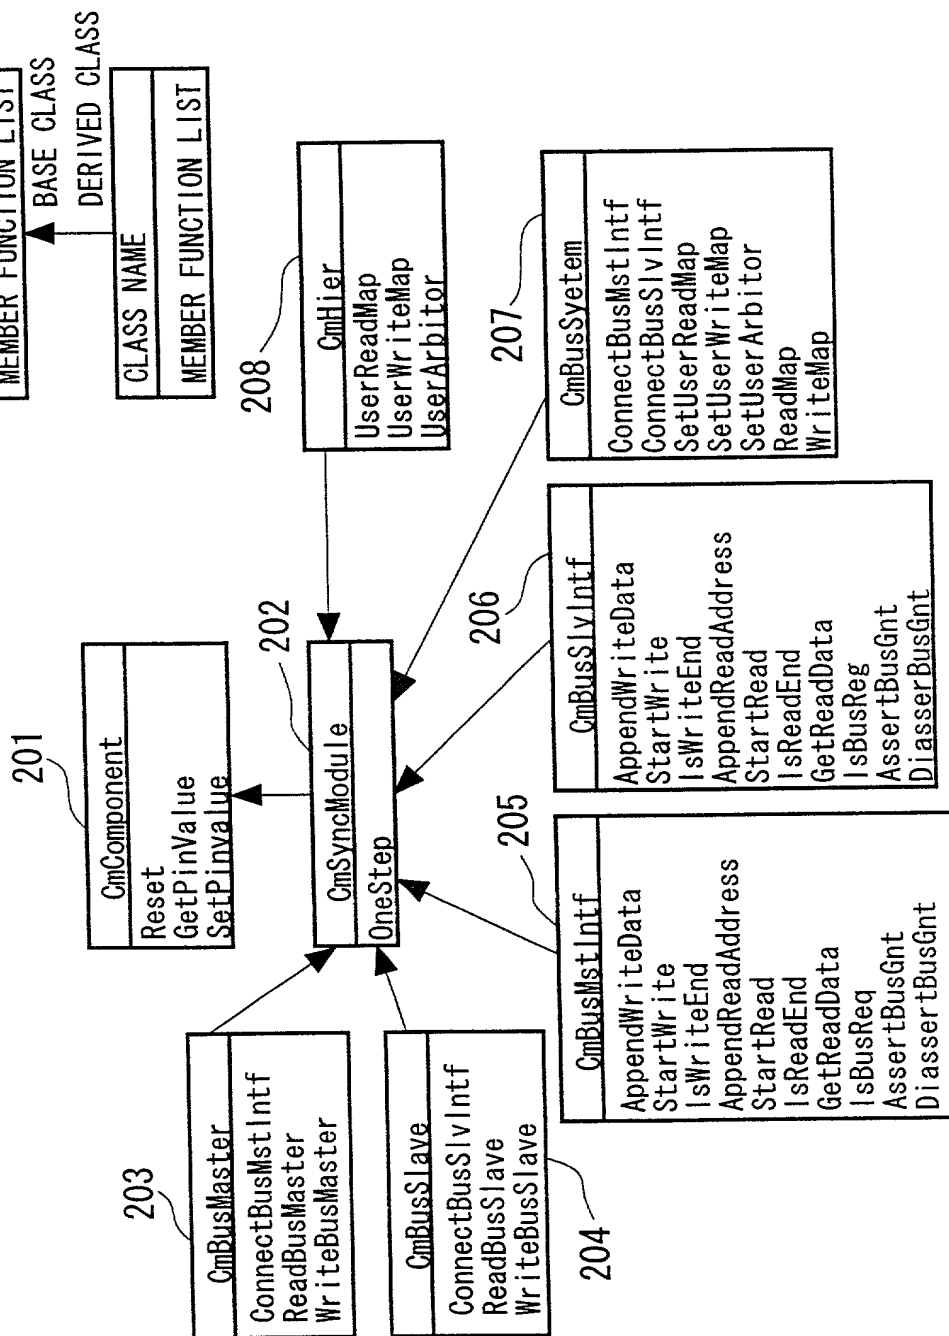 MEMBER FUNCTION LIST
BASE CLASS
DERIVED CLASS
CLASS NAME
MEMBER FUNCTION LIST
201
CmComponent
Reset
GetPinValue
SetPinvalue
202
CmSyncModule
OneStep
208
CmHier
UserReadMap
UserWriteMap
UserArbitor
203
CmBusMaster
ConnectBusMstIntf
ReadBusMaster
WriteBusMaster
204
CmBusSlave
ConnectBusSlvIntf
ReadBusSlave
WriteBusSlave
205
CmBusMstIntf
AppendWriteData
StartWrite
IsWriteEnd
AppendReadAddress
StartRead
IsReadEnd
GetReadData
IsBusReq
AssertBusGnt
DiassertBusGnt
206
CmBusSlvIntf
AppendWriteData
StartWrite
IsWriteEnd
AppendReadAddress
StartRead
IsReadEnd
GetReadData
IsBusReg
AssertBusGnt
DiasserBusGnt
207
CmBusSyetem
ConnectBusMstIntf
ConnectBusSlvIntf
SetUserReadMap
SetUserWriteMap
SetUserArbitor
ReadMap
WriteMap